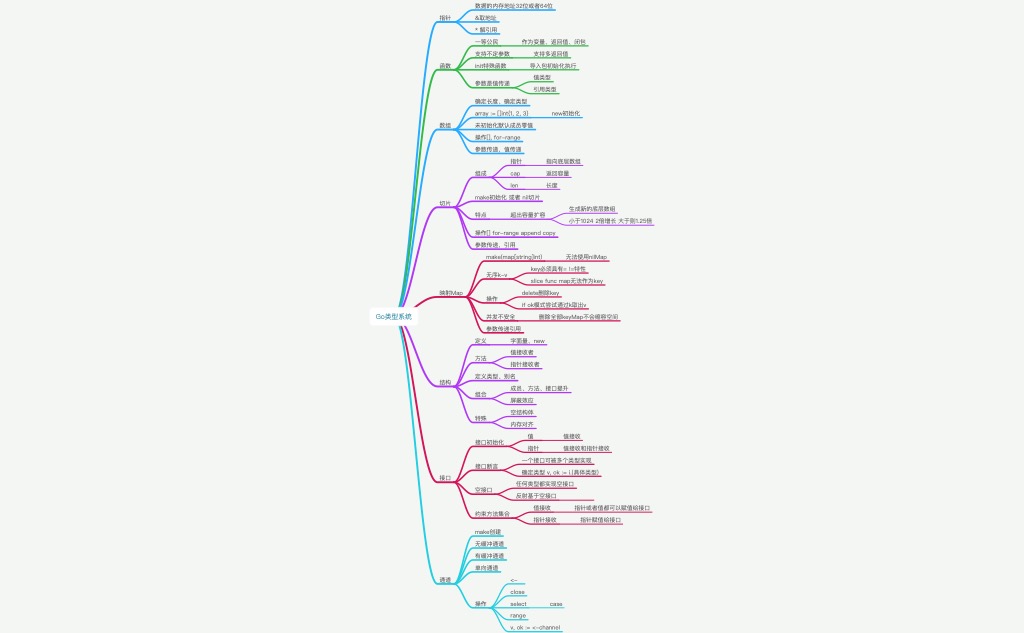 Go类型系统
指针
数据的内存地址32位或者64位
&取地址
* 解引用
函数
一等公民 作为变量、返回值、闭包
支持不定参数 支持多返回值
init特殊函数 导入包初始化执行
参数是值传递
值类型
引用类型
数组
确定长度、确定类型
array := []int{1, 2, 3} new初始化
未初始化默认成员零值
操作[], for-range
参数传递、值传递
切片
组成
指针 指向底层数组
cap 返回容量
len 长度
make初始化 或者 nil切片
特点 超出容量扩容
生成新的底层数组
小于1024 2倍增长 大于则1.25倍
操作[] for-range append copy
参数传递、引用
映射Map
make(map[string]int) 无法使用nilMap
无序k-v
key必须具有= !=特性
slice func map无法作为key
操作
delete删除key
if ok模式尝试通过k取出v
并发不安全 删除全部keyMap不会缩容空间
参数传递引用
结构
定义 字面量、new
方法
值接收者
指针接收者
定义类型、别名
组合
成员、方法、接口提升
屏蔽效应
特殊
空结构体
内存对齐
接口
接口初始化
值 值接收
指针 值接收和指针接收
接口断言
一个接口可被多个类型实现
确定类型 v, ok := i.(具体类型)
空接口
任何类型都实现空接口
反射基于空接口
约束方法集合
值接收 指针或者值都可以赋值给接口
指针接收 指针赋值给接口
通道
make创建
无缓冲通道
有缓冲通道
单向通道
操作
<-
close
select case
range
v, ok := <-channel